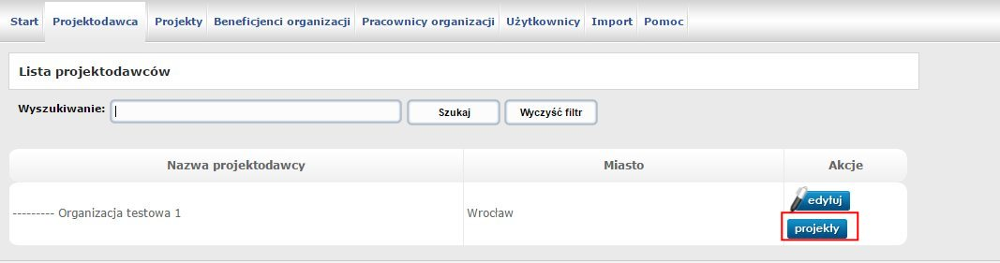 Start Projektodawca Projekty Beneficjenci organizacji Pracownicy organizacji Użytkownicy Import Pomoc
Lista projektodawców
Wyszukiwanie: Szukaj Wyczyść filtr
Nazwa projektodawcy Miasto Akcje
--------- Organizacja testowa 1 Wrocław edytuj
projekty